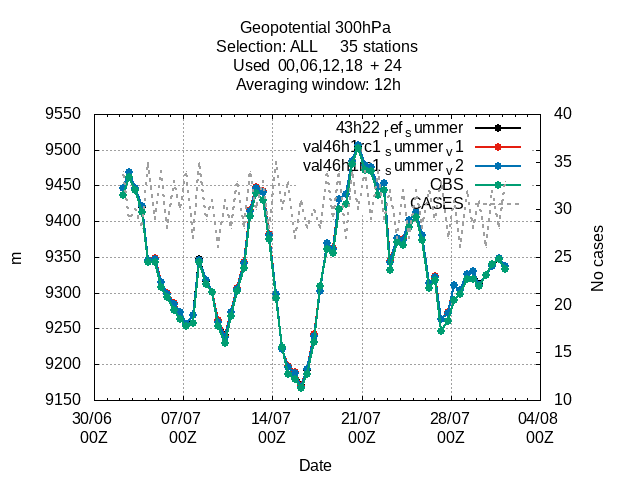 Geopotential 300hPa
Selection: ALL 35 stations
Used 00,06,12,18 + 24
Averaging window: 12h
9550
9500
9450
9400
9350
9300
9250
9200
9150
m
40
35
30
25
20
15
10
No cases
43h22_ref_summer
val46h1rc1_summer_v1
val46h1rc1_summer_v2
OBS
CASES
30/06 07/07 14/07 21/07 28/07 04/08
00Z 00Z 00Z 00Z 00Z 00Z
Date